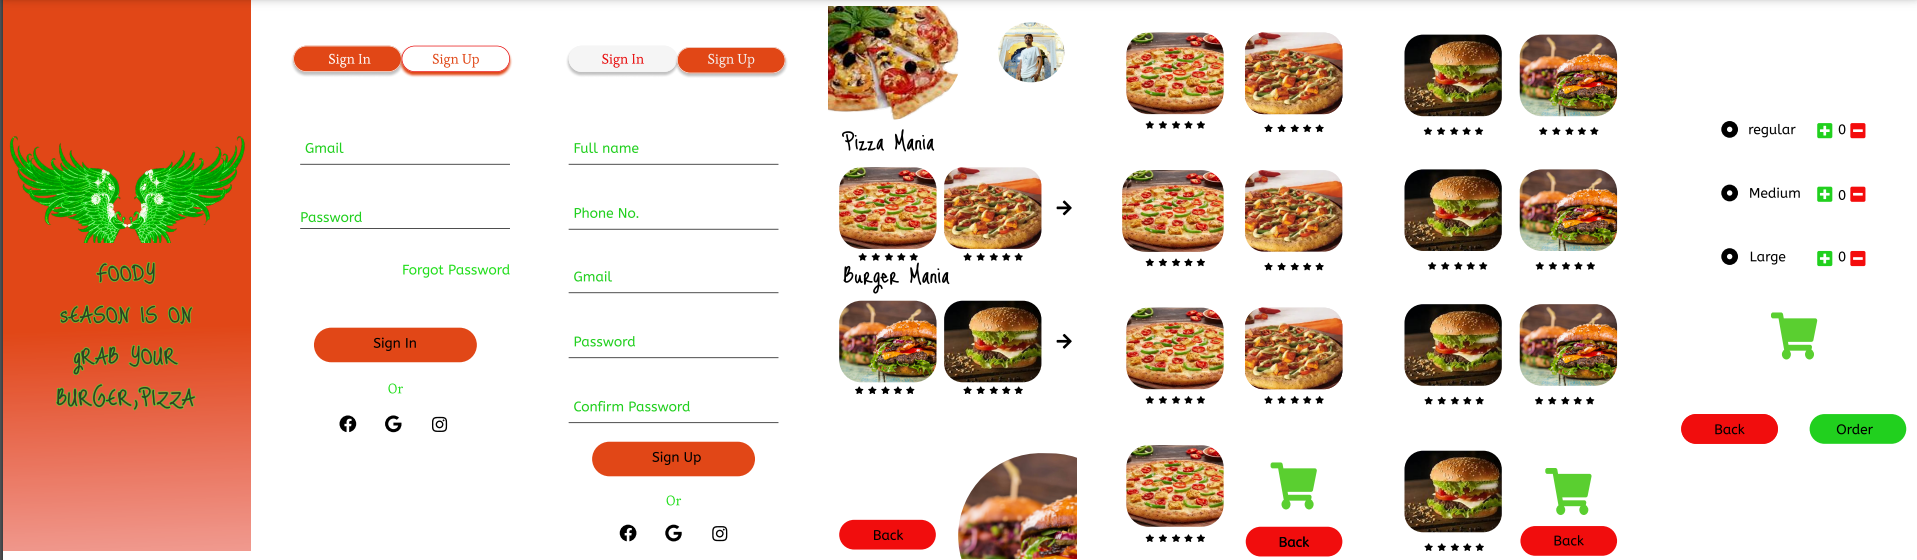 FOODY
SEASON IS ON
GRAB YOUR
BURGER,PIZZA
Sign In
Sign Up
Gmail
Password
Forgot Password
Sign In
Or
Sign In
Sign Up
Full name
Phone No.
Gmail
Password
Confirm Password
Sign Up
Or
Pizza Mania
Burger Mania
Back
Back
Back
regular
0
Medium
0
Large
0
Back
Order